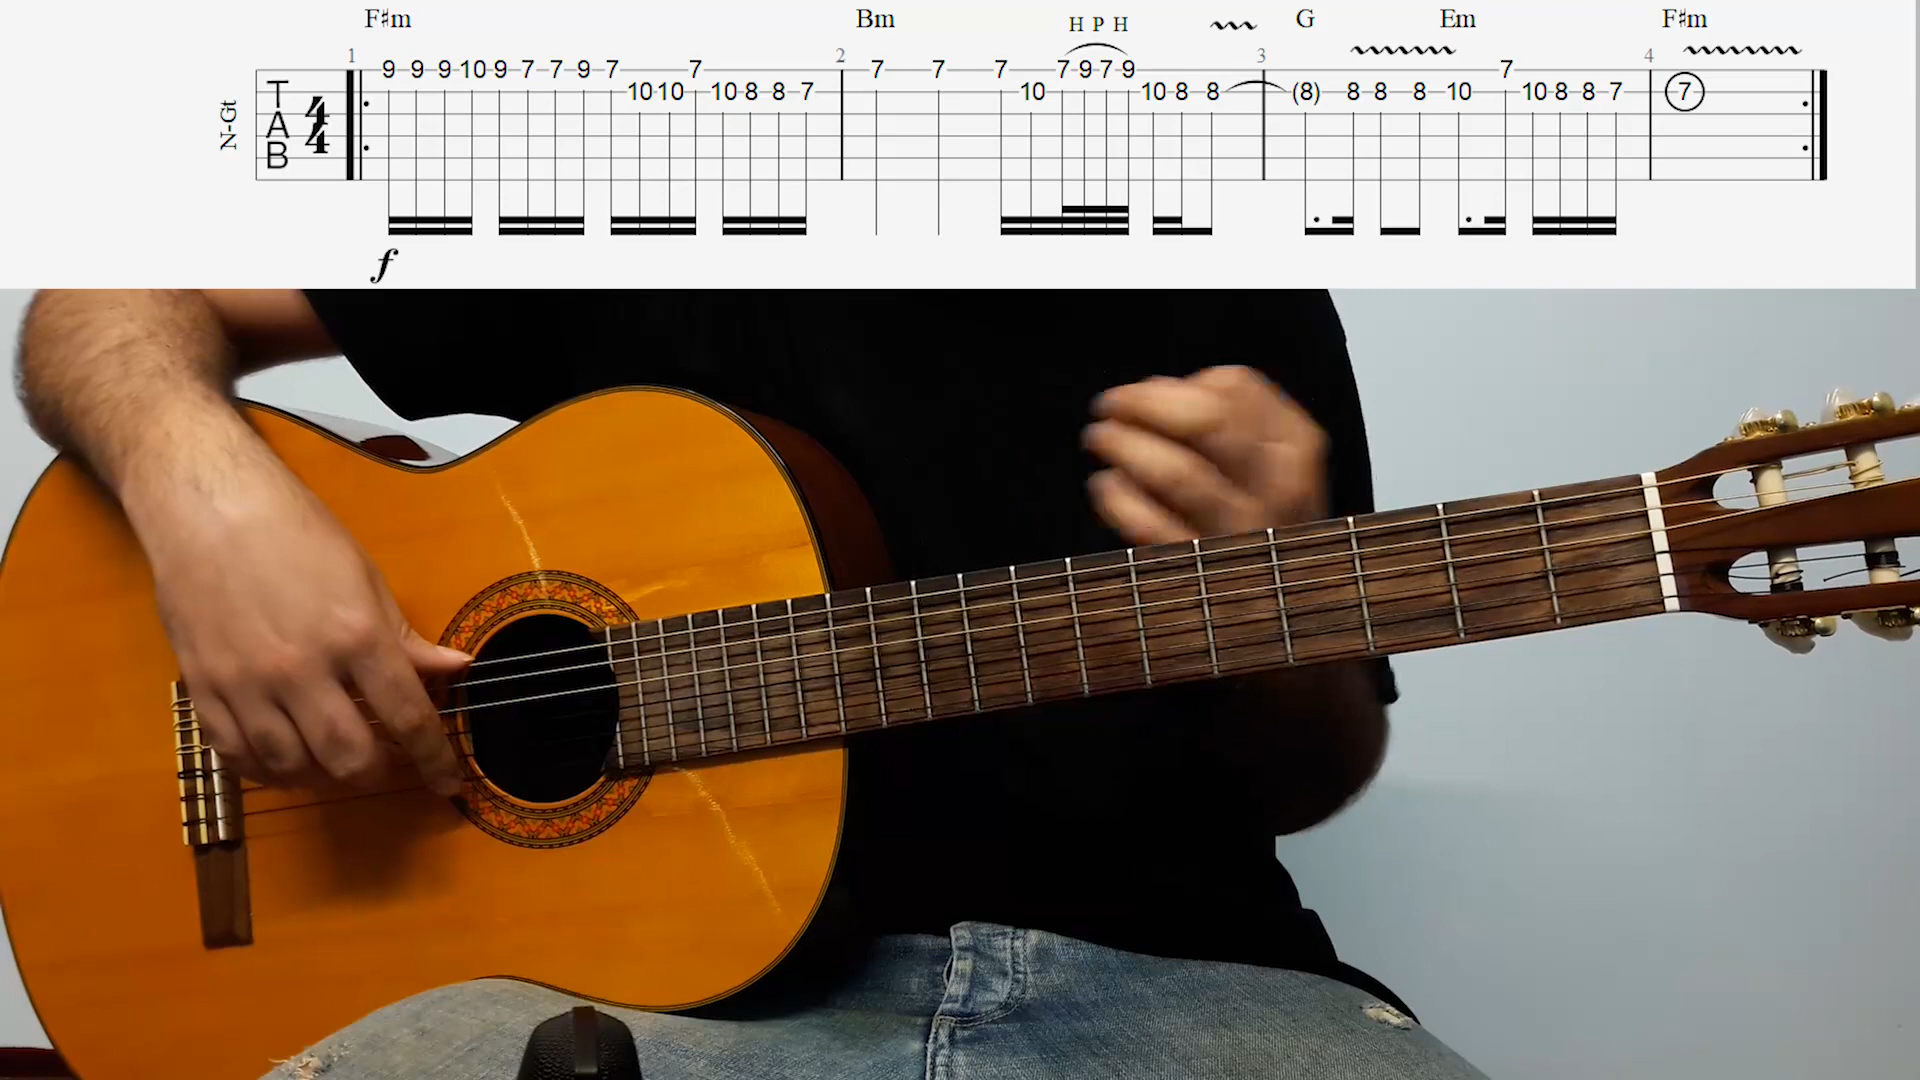 F♯m Bm H P H G Em F♯m
1 2 3 4
9 9 9 10 9 7 7 9 7 7 7 7 7 7 9 7 9 7
T 10 10 10 8 8 7 10 10 8 8 (8) 8 8 8 10 10 8 8 7 7
N-Gt A 4/4
B
f